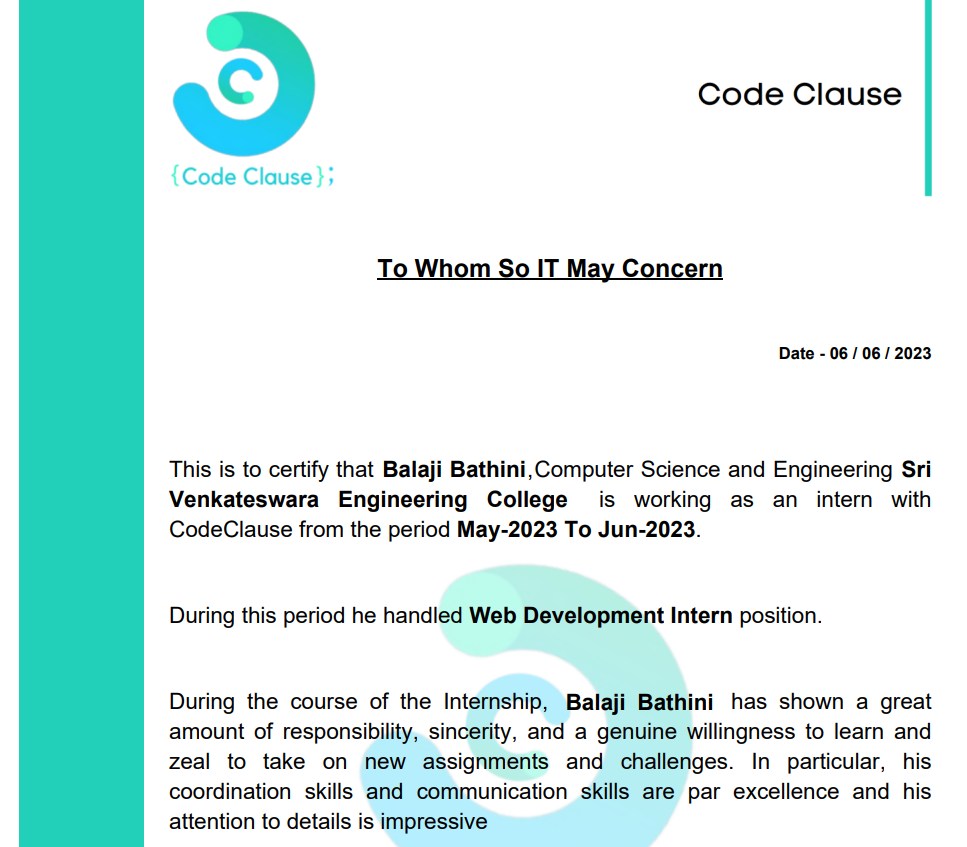 Code Clause
{Code Clause};
To Whom So IT May Concern
Date - 06 / 06 / 2023
This is to certify that Balaji Bathini,Computer Science and Engineering Sri
Venkateswara Engineering College is working as an intern with
CodeClause from the period May-2023 To Jun-2023.
During this period he handled Web Development Intern position.
During the course of the Internship, Balaji Bathini has shown a great
amount of responsibility, sincerity, and a genuine willingness to learn and
zeal to take on new assignments and challenges. In particular, his
coordination skills and communication skills are par excellence and his
attention to details is impressive